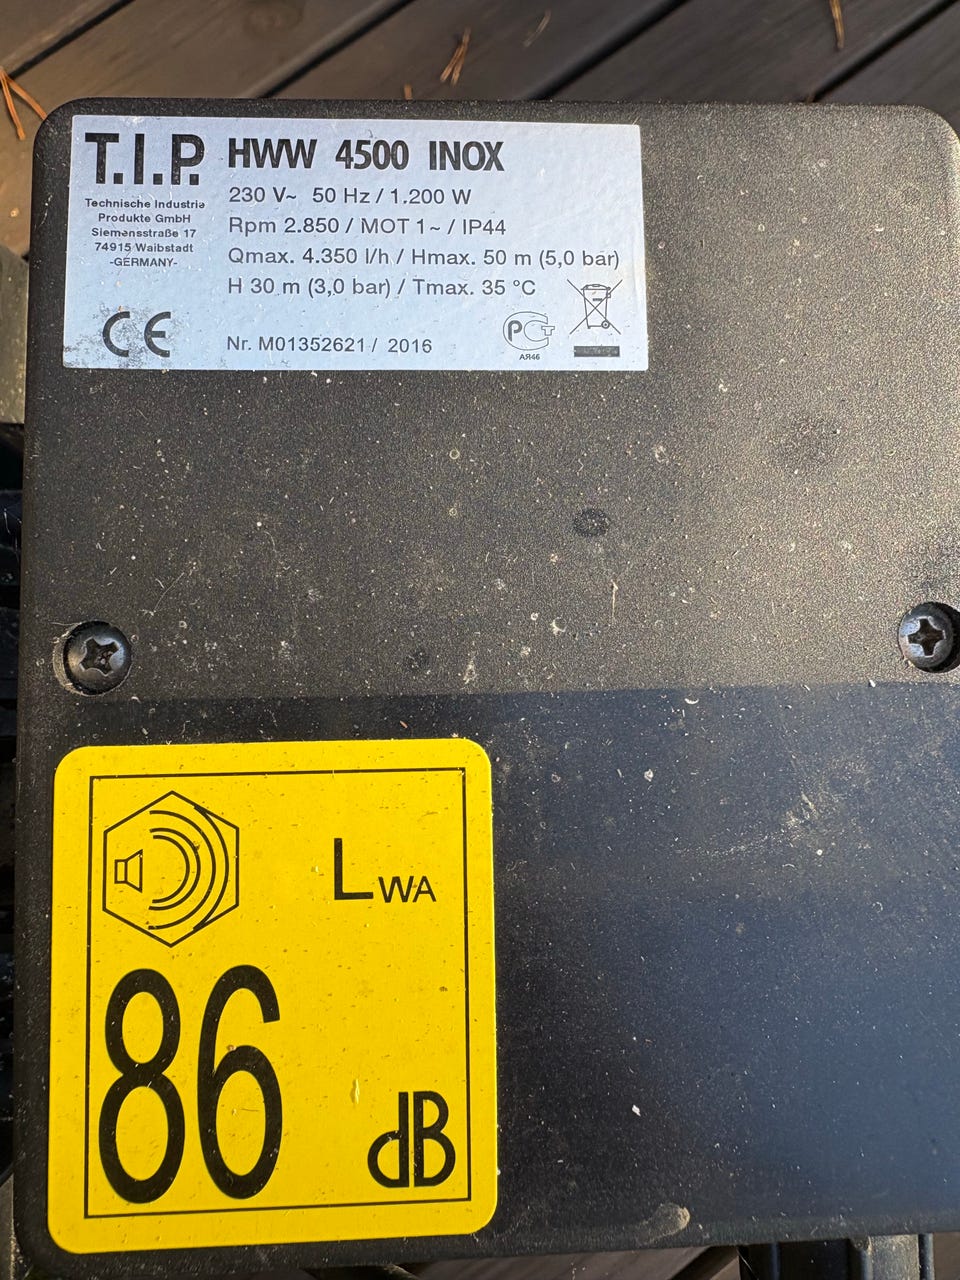 T.I.P.
HWW 4500 INOX
Technische Industrie
Produkte GmbH
Siemensstraße 17
74915 Waibstadt
-GERMANY-
230 V~ 50 Hz / 1.200 W
Rpm 2.850 / MOT 1~ / IP44
Qmax. 4.350 l/h / Hmax. 50 m (5,0 bar)
H 30 m (3,0 bar) / Tmax. 35 °C
CE
Nr. M01352621 / 2016
РСТ
АЯ46
LWA
86
dB